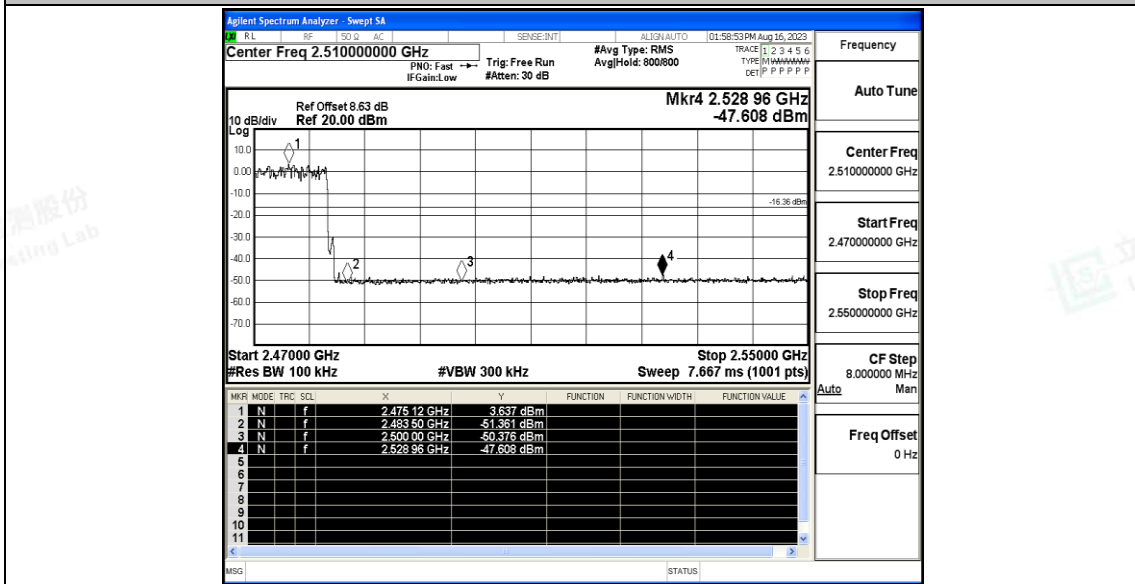 Agilent Spectrum Analyzer - Swept SA
RL RF 50 Ω AC SENSE:INT ALIGN AUTO 01:58:53 PM Aug 16, 2023
Center Freq 2.510000000 GHz
PNO: Fast
IFGain:Low
Trig: Free Run
#Atten: 30 dB
#Avg Type: RMS
Avg|Hold: 800/800
TRACE 1 2 3 4 5 6
TYPE M WWWWW
DET P P P P P P
Ref Offset 8.63 dB
10 dB/div Ref 20.00 dBm
Log
Mkr4 2.528 96 GHz
-47.608 dBm
10.0
0.00
-10.0
-20.0
-30.0
-40.0
-50.0
-60.0
-70.0
1
2
3
4
-16.36 dBm
Start 2.47000 GHz Stop 2.55000 GHz
#Res BW 100 kHz #VBW 300 kHz Sweep 7.667 ms (1001 pts)
MKR MODE TRC SCL X Y FUNCTION FUNCTION WIDTH FUNCTION VALUE
1 N f 2.475 12 GHz 3.637 dBm
2 N f 2.483 50 GHz -51.361 dBm
3 N f 2.500 00 GHz -50.376 dBm
4 N f 2.528 96 GHz -47.608 dBm
5
6
7
8
9
10
11
MSG STATUS
Frequency
Auto Tune
Center Freq
2.510000000 GHz
Start Freq
2.470000000 GHz
Stop Freq
2.550000000 GHz
CF Step
8.000000 MHz
Auto Man
Freq Offset
0 Hz
股份
sting Lab
立